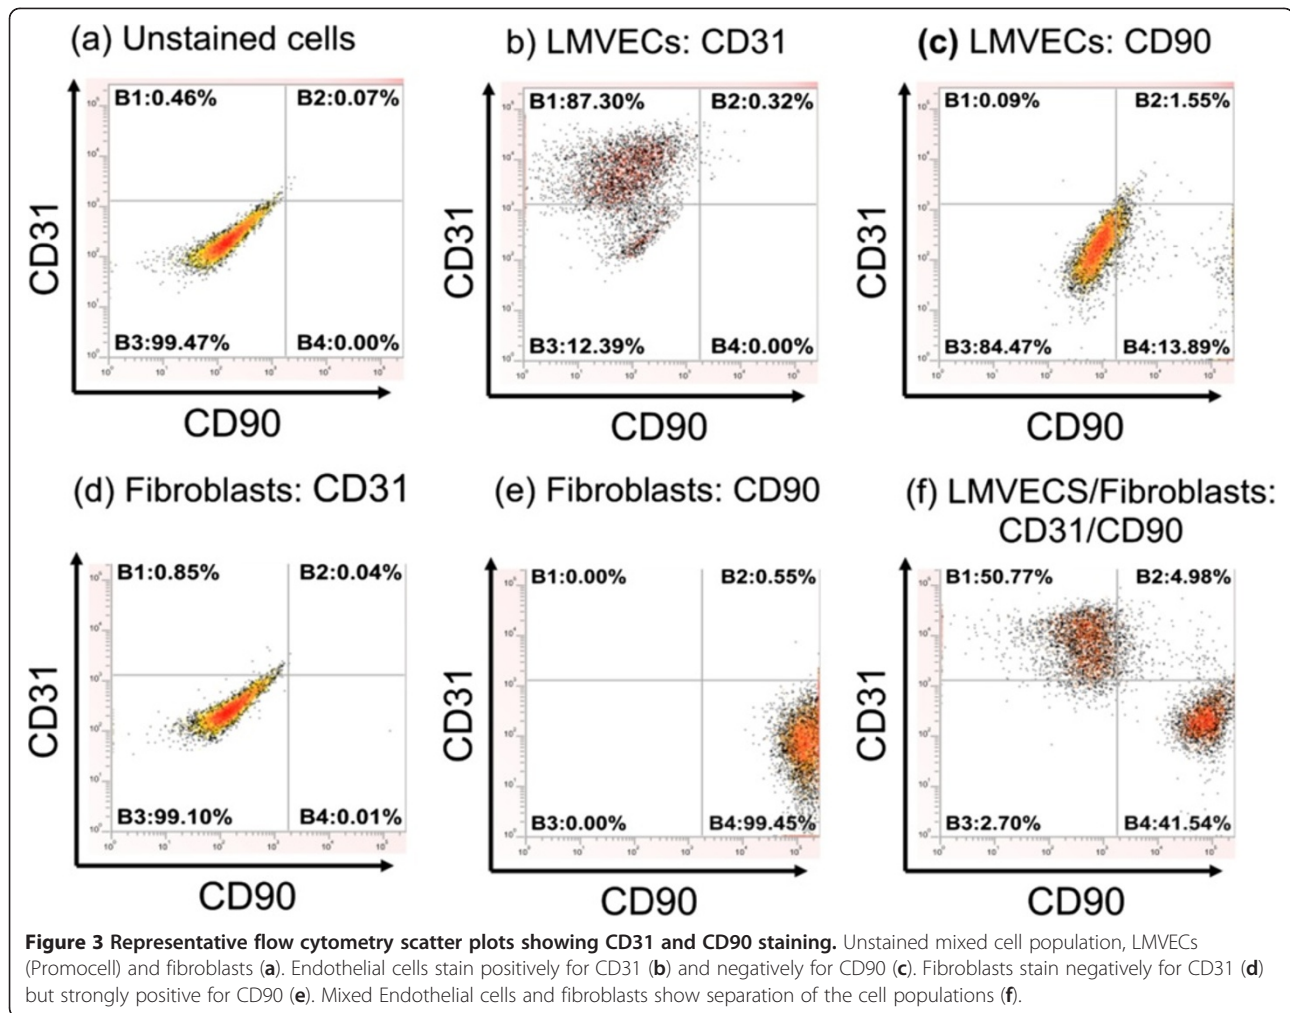 (a) Unstained cells
b) LMVECs: CD31
(c) LMVECs: CD90
B1:0.46%
B2:0.07%
B3:99.47%
B4:0.00%
CD31
CD90
B1:87.30%
B2:0.32%
B3:12.39%
B4:0.00%
CD31
CD90
B1:0.09%
B2:1.55%
B3:84.47%
B4:13.89%
CD31
CD90
(d) Fibroblasts: CD31
(e) Fibroblasts: CD90
(f) LMVECS/Fibroblasts:
CD31/CD90
B1:0.85%
B2:0.04%
B3:99.10%
B4:0.01%
CD31
CD90
B1:0.00%
B2:0.55%
B3:0.00%
B4:99.45%
CD31
CD90
B1:50.77%
B2:4.98%
B3:2.70%
B4:41.54%
CD31
CD90
Figure 3 Representative flow cytometry scatter plots showing CD31 and CD90 staining. Unstained mixed cell population, LMVECs
(Promocell) and fibroblasts (a). Endothelial cells stain positively for CD31 (b) and negatively for CD90 (c). Fibroblasts stain negatively for CD31 (d)
but strongly positive for CD90 (e). Mixed Endothelial cells and fibroblasts show separation of the cell populations (f).